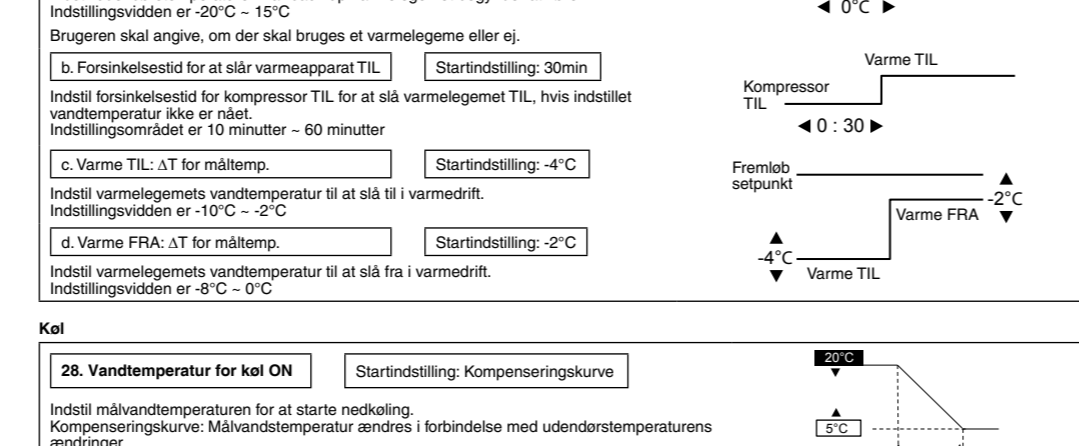 Indstillingsvidden er -20°C ~ 15°C
◀ 0°C ▶
Brugeren skal angive, om der skal bruges et varmelegeme eller ej.
b. Forsinkelsestid for at slår varmeapparat TIL
Startindstilling: 30min
Indstil forsinkelsestid for kompressor TIL for at slå varmelegemet TIL, hvis indstillet
vandtemperatur ikke er nået.
Indstillingsområdet er 10 minutter ~ 60 minutter
Varme TIL
Kompressor
TIL
◀ 0 : 30 ▶
c. Varme TIL: ΔT for måltemp.
Startindstilling: -4°C
Indstil varmelegemets vandtemperatur til at slå til i varmedrift.
Indstillingsvidden er -10°C ~ -2°C
d. Varme FRA: ΔT for måltemp.
Startindstilling: -2°C
Indstil varmelegemets vandtemperatur til at slå fra i varmedrift.
Indstillingsvidden er -8°C ~ 0°C
Fremløb
setpunkt
▲
-2°C
▼
Varme FRA
▲
-4°C
▼
Varme TIL
Køl
28. Vandtemperatur for køl ON
Startindstilling: Kompenseringskurve
Indstil målvandtemperaturen for at starte nedkøling.
Kompenseringskurve: Målvandstemperatur ændres i forbindelse med udendørstemperaturens
ændringer
20°C
▼
▲
5°C